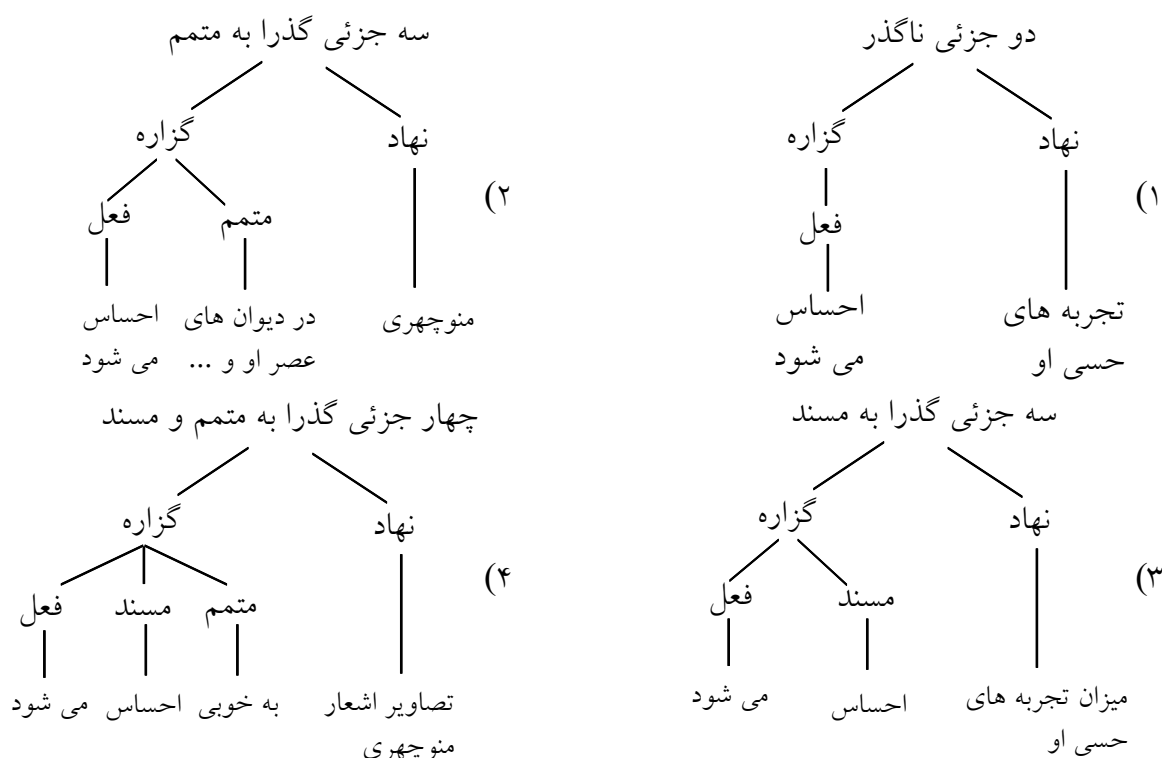 دو جزئی ناگذر
نهاد
گزاره
۱)
فعل
تجربه های
احساس
حسی او
می شود
سه جزئی گذرا به متمم
نهاد
گزاره
۲)
متمم
فعل
منوچهری
در دیوان های
احساس
عصر او و ...
می شود
سه جزئی گذرا به مسند
نهاد
گزاره
۳)
مسند
فعل
میزان تجربه های
احساس
می شود
حسی او
چهار جزئی گذرا به متمم و مسند
نهاد
گزاره
۴)
متمم
مسند
فعل
تصاویر اشعار
به خوبی
احساس
می شود
منوچهری